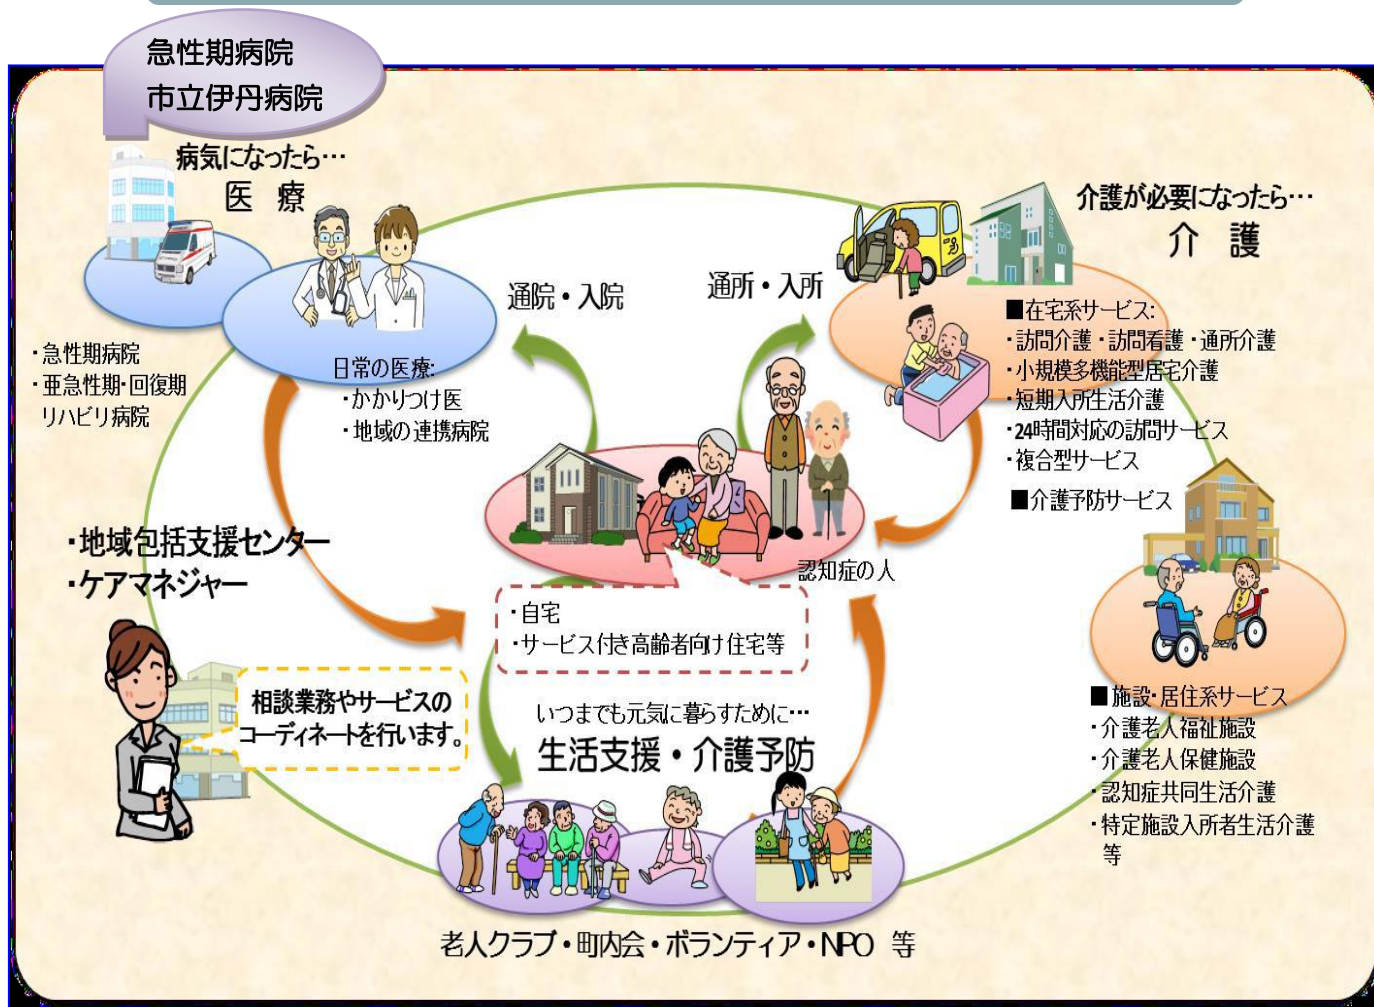 急性期病院
市立伊丹病院
病気になったら…
医 療
・急性期病院
・亜急性期・回復期
リハビリ病院
日常の医療:
・かかりつけ医
・地域の連携病院
通院・入院
通所・入所
介護が必要になったら…
介 護
■在宅系サービス:
・訪問介護・訪問看護・通所介護
・小規模多機能型居宅介護
・短期入所生活介護
・24時間対応の訪問サービス
・複合型サービス
■介護予防サービス
認知症の人
・自宅
・サービス付き高齢者向け住宅等
・地域包括支援センター
・ケアマネジャー
相談業務やサービスの
コーディネートを行います。
いつまでも元気に暮らすために…
生活支援・介護予防
■施設・居住系サービス
・介護老人福祉施設
・介護老人保健施設
・認知症共同生活介護
・特定施設入所者生活介護
等
老人クラブ・町内会・ボランティア・NPO 等